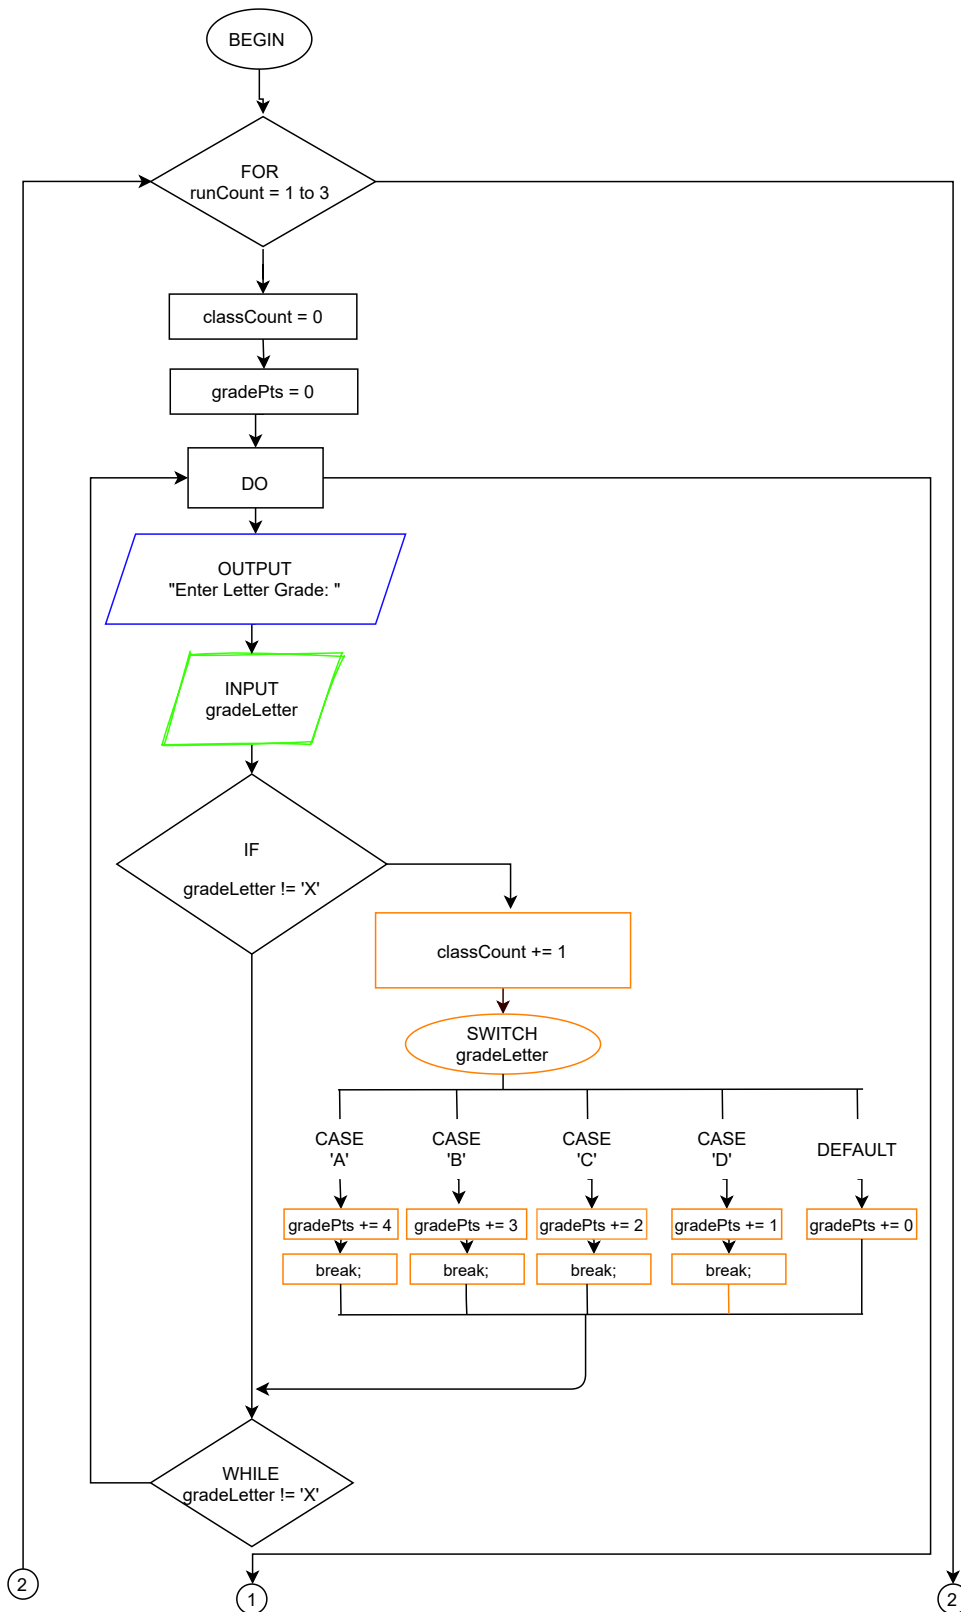 BEGIN
FOR
runCount = 1 to 3
classCount = 0
gradePts = 0
DO
OUTPUT
"Enter Letter Grade: "
INPUT
gradeLetter
IF
gradeLetter != 'X'
classCount += 1
SWITCH
gradeLetter
CASE
'A'
CASE
'B'
CASE
'C'
CASE
'D'
DEFAULT
gradePts += 4
gradePts += 3
gradePts += 2
gradePts += 1
gradePts += 0
break;
break;
break;
break;
WHILE
gradeLetter != 'X'
2
1
2